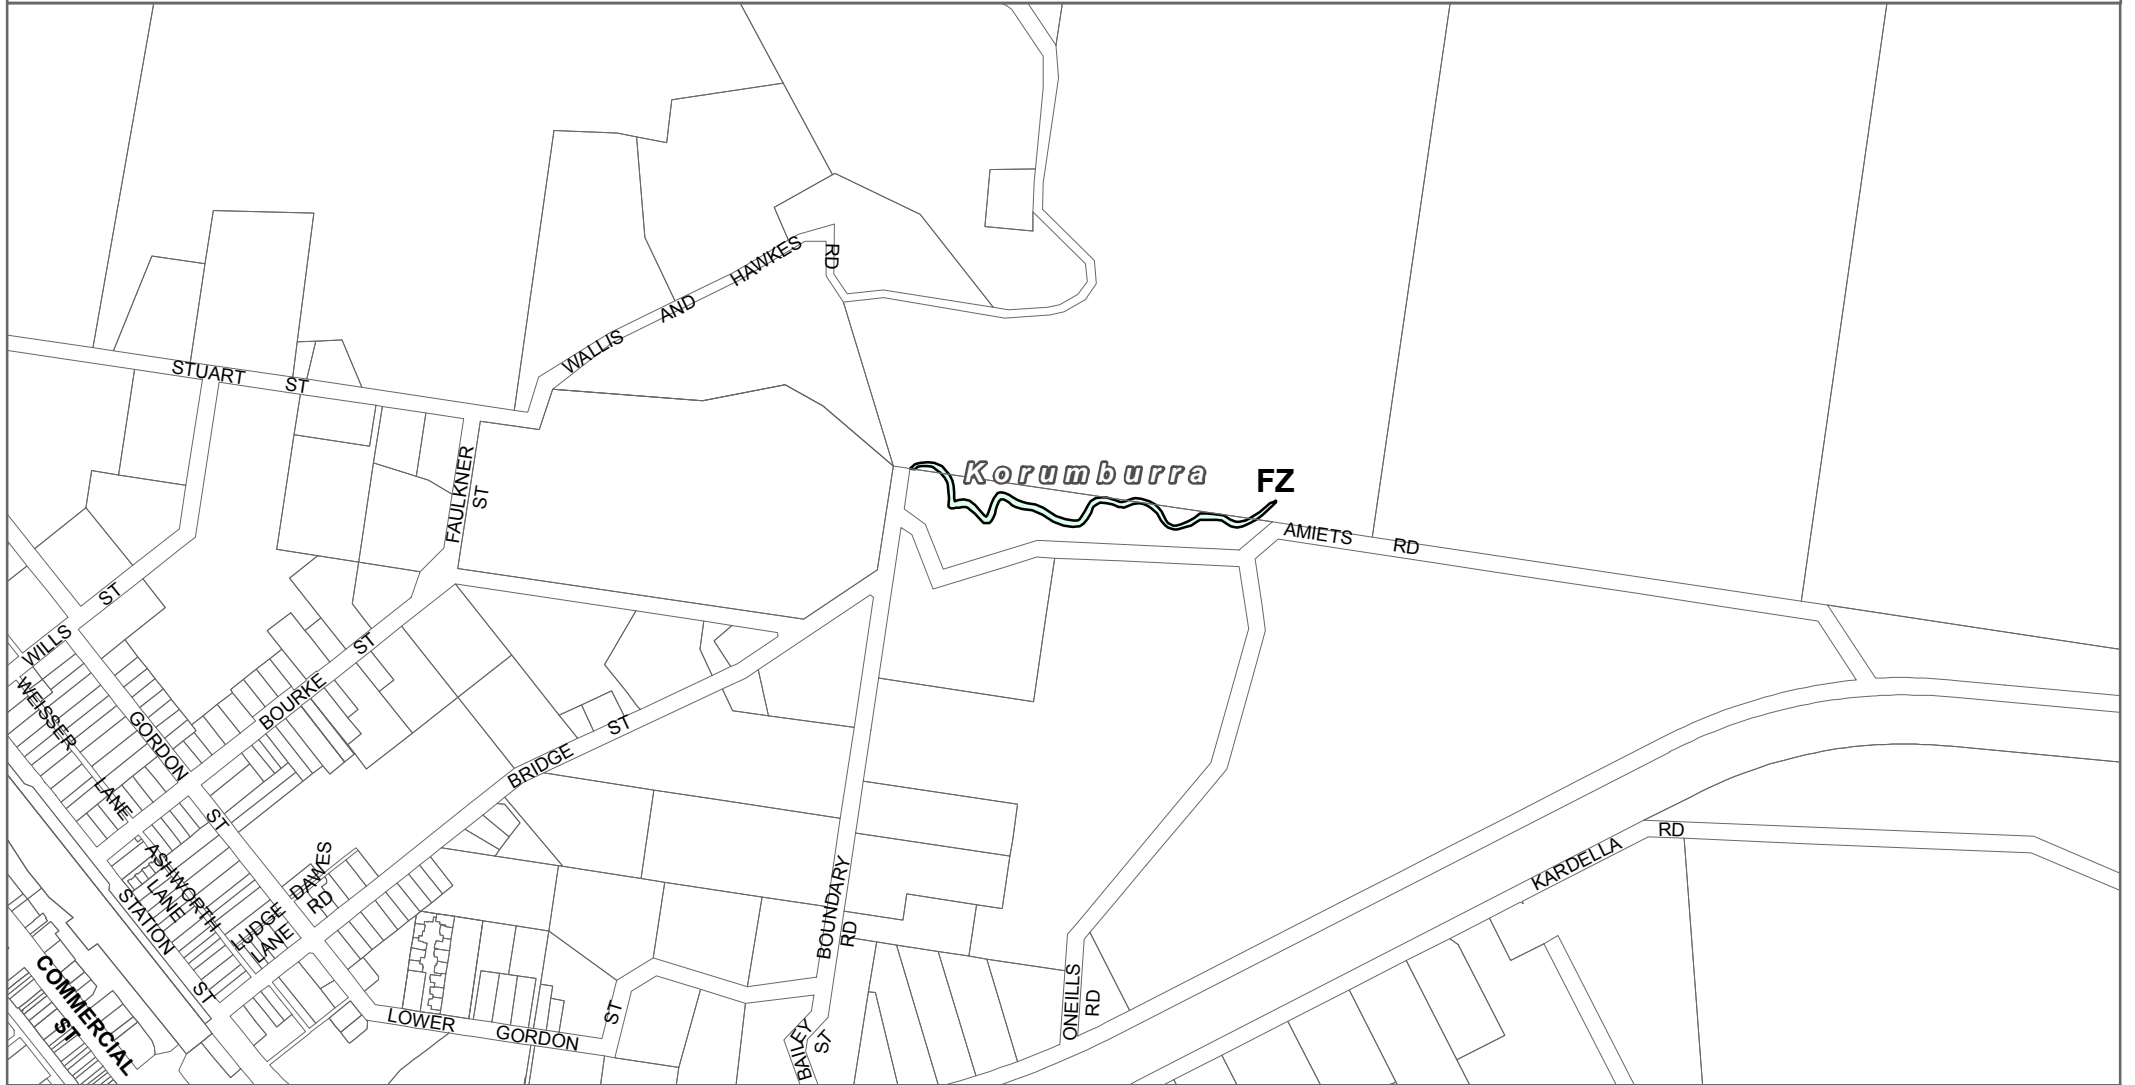 HAWKES
RD
AND
WALLIS
STUART
ST
FAULKNER
ST
Korumburra
FZ
AMIETS
RD
ST
WILLS
ST
BOURKE
WEISSER
LANE
GORDON
ST
BRIDGE
ST
DAWES
RD
ASHWORTH
LANE
LUDGE
LANE
STATION
ST
BOUNDARY
RD
KARDELLA
RD
COMMERCIAL
ST
LOWER
GORDON
ST
BAILEY
ST
ONEILLS
RD